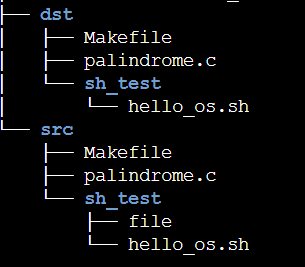 ├── dst
│   ├── Makefile
│   ├── palindrome.c
│   └── sh_test
│       └── hello_os.sh
└── src
    ├── Makefile
    ├── palindrome.c
    └── sh_test
        ├── file
        └── hello_os.sh